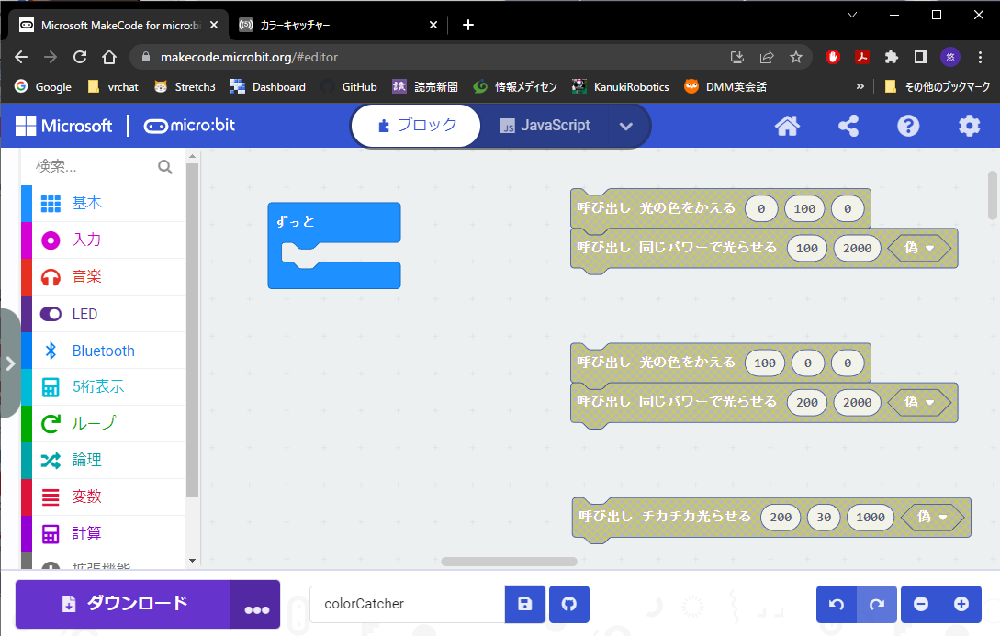 Microsoft MakeCode for micro:bi
カラーキャッチャー
makecode.microbit.org/#editor
悠
Google
vrchat
Stretch3
Dashboard
GitHub
読売新聞
情報メディセン
KanukiRobotics
DMM英会話
»
その他のブックマーク
Microsoft
micro:bit
ブロック
JS JavaScript
検索...
基本
入力
音楽
LED
Bluetooth
5桁表示
ループ
論理
変数
計算
拡張機能
ずっと
呼び出し 光の色をかえる 0 100 0
呼び出し 同じパワーで光らせる 100 2000 偽
呼び出し 光の色をかえる 100 0 0
呼び出し 同じパワーで光らせる 200 2000 偽
呼び出し チカチカ光らせる 200 30 1000 偽
ダウンロード
colorCatcher